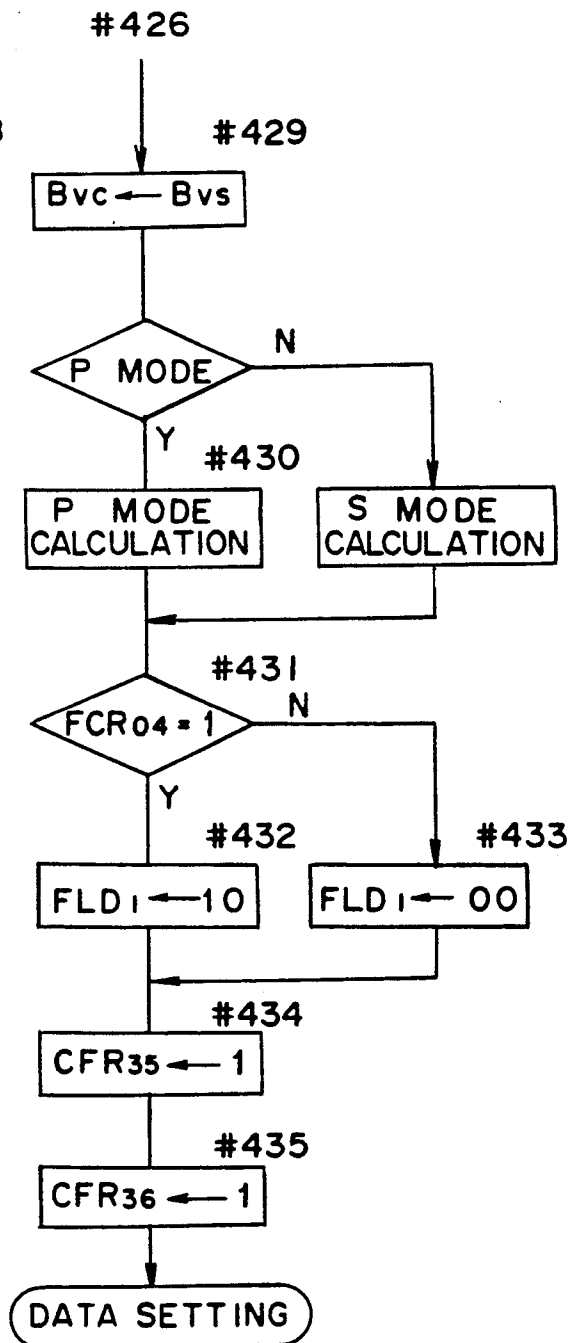 #426
#429
Bvc ← Bvs
P MODE
N
Y
#430
P MODE
CALCULATION
S MODE
CALCULATION
#431
FCR04 = 1
N
Y
#432
#433
FLD1 ← 10
FLD1 ← 00
#434
CFR35 ← 1
#435
CFR36 ← 1
DATA SETTING